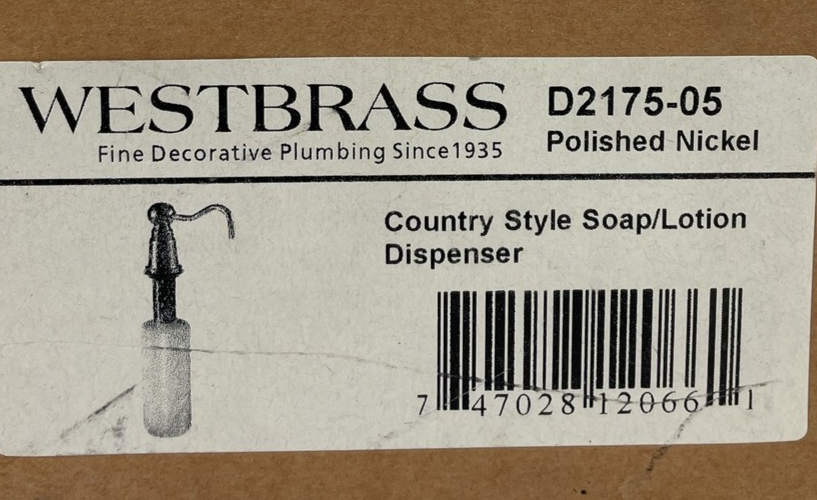 WESTBRASS
Fine Decorative Plumbing Since1935
D2175-05
Polished Nickel
Country Style Soap/Lotion
Dispenser
7 47028 12066 1